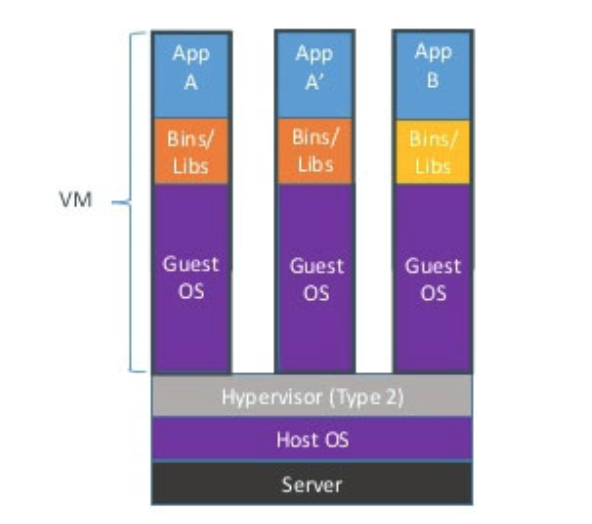 App
A
App
A'
App
B
Bins/
Libs
Bins/
Libs
Bins/
Libs
VM
Guest
OS
Guest
OS
Guest
OS
Hypervisor (Type 2)
Host OS
Server